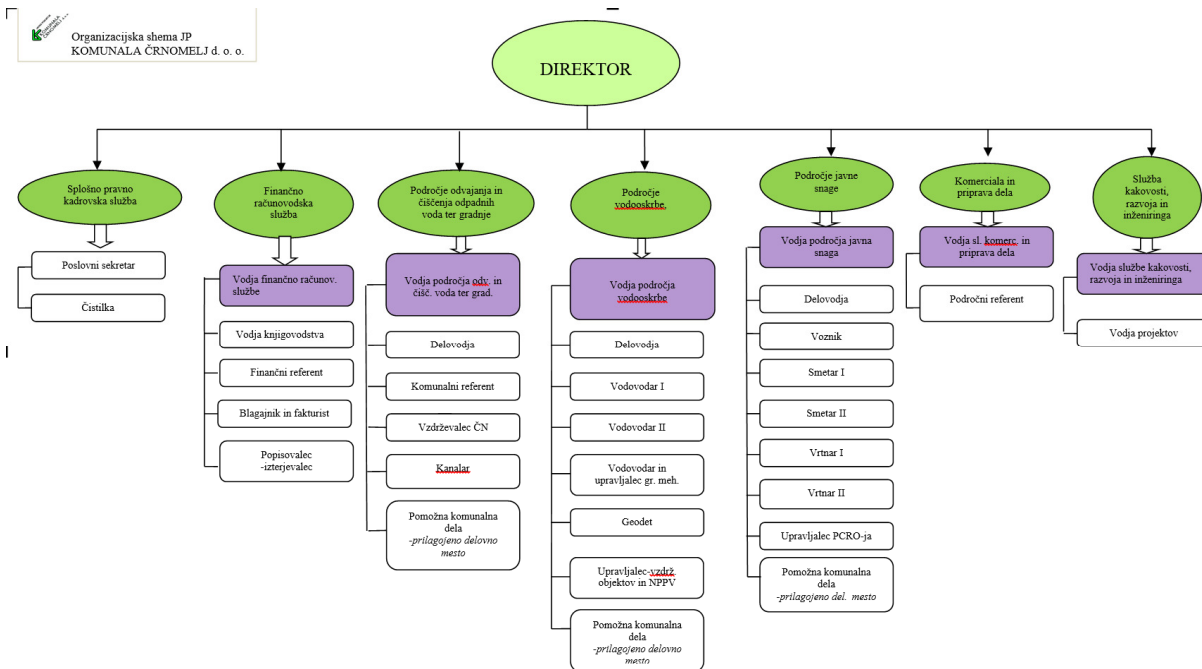 Organizacijska shema JP
KOMUNALA ČRNOMELJ d. o. o.
DIREKTOR
Splošno pravno
kadrovska služba
Poslovni sekretar
Čistilka
Finančno
računovodska
služba
Vodja finančno računov.
službe
Vodja knjigovodstva
Finančni referent
Blagajnik in fakturist
Popisovalec
-izterjevalec
Področje odvajanja in
čiščenja odpadnih
voda ter gradnje
Vodja področja odv. in
čišč. voda ter grad.
Delovodja
Komunalni referent
Vzdrževalec ČN
Kanalar
Pomožna komunalna
dela
-prilagojeno delovno
mesto
Področje
vodooskrbe.
Vodja področja
vodooskrbe
Delovodja
Vodovodar I
Vodovodar II
Vodovodar in
upravljalec gr. meh.
Geodet
Upravljalec-vzdrž
objektov in NPPV
Pomožna komunalna
dela
-prilagojeno delovno
mesto
Področje javne
snage
Vodja področja javna
snaga
Delovodja
Voznik
Smetar I
Smetar II
Vrtnar I
Vrtnar II
Upravljalec PCRO-ja
Pomožna komunalna
dela
-prilagojeno del. mesto
Komerciala in
priprava dela
Vodja sl. komerc. in
priprava dela
Področni referent
Služba
kakovosti,
razvoja in
inženiringa
Vodja službe kakovosti,
razvoja in inženiringa
Vodja projektov